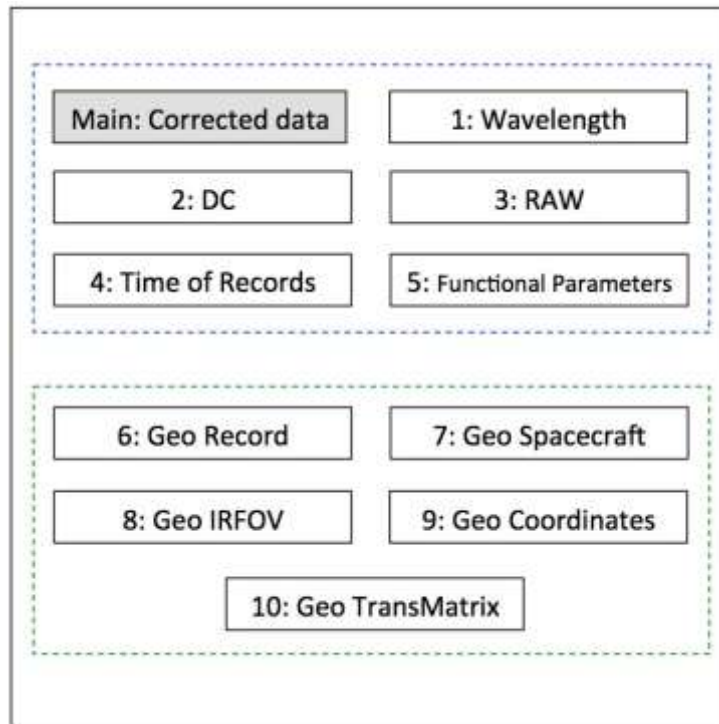 Main: Corrected data
1: Wavelength
2: DC
3: RAW
4: Time of Records
5: Functional Parameters
6: Geo Record
7: Geo Spacecraft
8: Geo IRFOV
9: Geo Coordinates
10: Geo TransMatrix